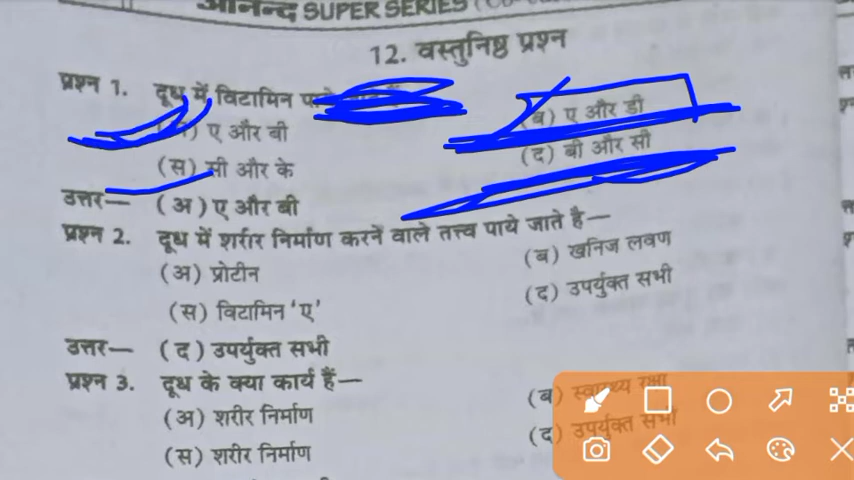 आनन्द SUPER SERIES
12. वस्तुनिष्ठ प्रश्न
प्रश्न 1. दूध में विटामिन
ए और बी (ब) ए और डी
(स) सी और के (द) बी और सी
उत्तर— (अ) ए और बी
प्रश्न 2. दूध में शरीर निर्माण करने वाले तत्त्व पाये जाते है—
(अ) प्रोटीन (ब) खनिज लवण
(स) विटामिन 'ए' (द) उपर्युक्त सभी
उत्तर— (द) उपर्युक्त सभी
प्रश्न 3. दूध के क्या कार्य हैं—
(अ) शरीर निर्माण (ब) स्वास्थ्य रक्षा
(स) शरीर निर्माण (द) उपर्युक्त सभी